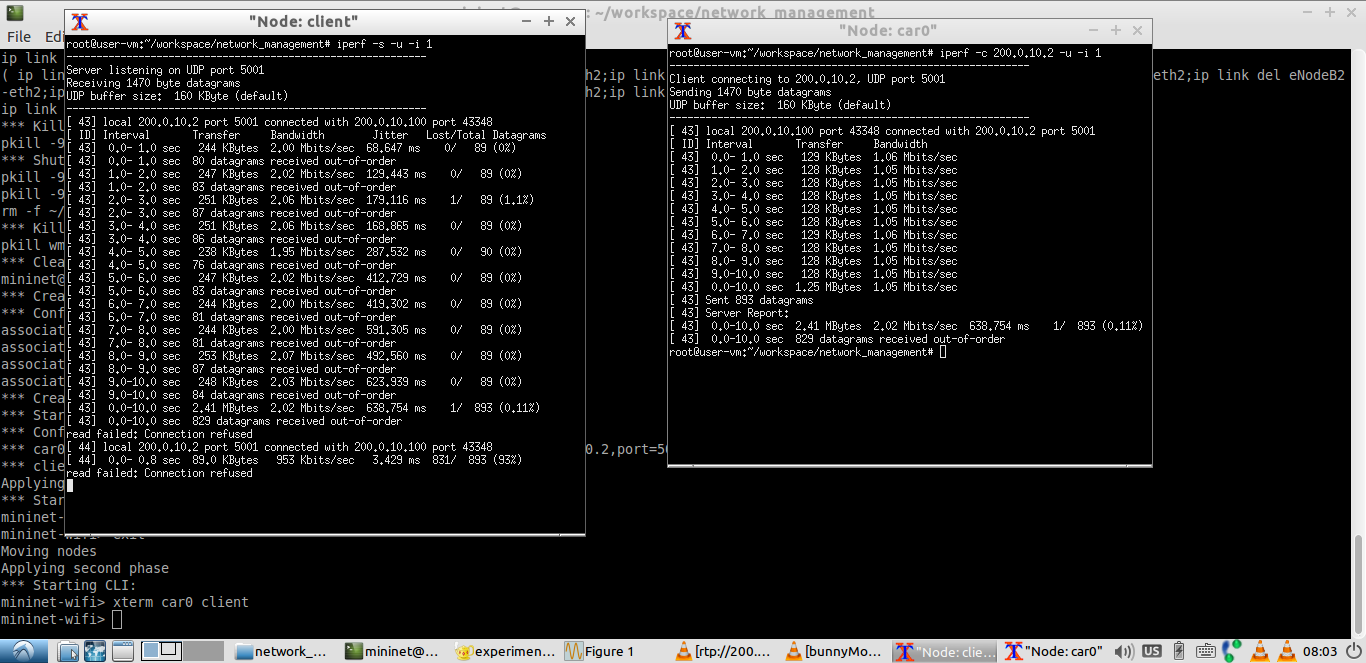 : ~/workspace/network_management
File Edi
ip link
( ip lin
eth2;ip link
eth2;ip link del eNodeB2
-eth2;ip
h2;ip link
ip link
*** Kill
pkill -9
*** Shut
pkill -9
pkill -9
rm -f ~/
*** Kill
pkill wm
*** Clea
mininet@
*** Crea
*** Conf
associat
associat
associat
associat
*** Crea
*** Star
*** Conf
*** car0
0.2,port=50
*** clie
Applying
*** Star
mininet-
mininet-wifi> exit
Moving nodes
Applying second phase
*** Starting CLI:
mininet-wifi> xterm car0 client
mininet-wifi>
"Node: client"
root@user-vm:~/workspace/network_management# iperf -s -u -i 1
------------------------------------------------------------
Server listening on UDP port 5001
Receiving 1470 byte datagrams
UDP buffer size:  160 KByte (default)
------------------------------------------------------------
[ 43] local 200.0.10.2 port 5001 connected with 200.0.10.100 port 43348
[ ID] Interval       Transfer     Bandwidth        Jitter   Lost/Total Datagrams
[ 43]  0.0- 1.0 sec   244 KBytes  2.00 Mbits/sec  68.647 ms    0/   89 (0%)
[ 43]  0.0- 1.0 sec  80 datagrams received out-of-order
[ 43]  1.0- 2.0 sec   247 KBytes  2.02 Mbits/sec  129.443 ms    0/   89 (0%)
[ 43]  1.0- 2.0 sec  83 datagrams received out-of-order
[ 43]  2.0- 3.0 sec   251 KBytes  2.06 Mbits/sec  179.116 ms    1/   89 (1.1%)
[ 43]  2.0- 3.0 sec  87 datagrams received out-of-order
[ 43]  3.0- 4.0 sec   251 KBytes  2.06 Mbits/sec  168.865 ms    0/   89 (0%)
[ 43]  3.0- 4.0 sec  86 datagrams received out-of-order
[ 43]  4.0- 5.0 sec   238 KBytes  1.95 Mbits/sec  287.532 ms    0/   90 (0%)
[ 43]  4.0- 5.0 sec  76 datagrams received out-of-order
[ 43]  5.0- 6.0 sec   247 KBytes  2.02 Mbits/sec  412.729 ms    0/   89 (0%)
[ 43]  5.0- 6.0 sec  83 datagrams received out-of-order
[ 43]  6.0- 7.0 sec   244 KBytes  2.00 Mbits/sec  419.302 ms    0/   89 (0%)
[ 43]  6.0- 7.0 sec  81 datagrams received out-of-order
[ 43]  7.0- 8.0 sec   244 KBytes  2.00 Mbits/sec  591.305 ms    0/   89 (0%)
[ 43]  7.0- 8.0 sec  81 datagrams received out-of-order
[ 43]  8.0- 9.0 sec   253 KBytes  2.07 Mbits/sec  492.560 ms    0/   89 (0%)
[ 43]  8.0- 9.0 sec  87 datagrams received out-of-order
[ 43]  9.0-10.0 sec   248 KBytes  2.03 Mbits/sec  623.939 ms    0/   89 (0%)
[ 43]  9.0-10.0 sec  84 datagrams received out-of-order
[ 43]  0.0-10.0 sec  2.41 MBytes  2.02 Mbits/sec  638.754 ms    1/  893 (0.11%)
[ 43]  0.0-10.0 sec  829 datagrams received out-of-order
read failed: Connection refused
[ 44] local 200.0.10.2 port 5001 connected with 200.0.10.100 port 43348
[ 44]  0.0- 0.8 sec  89.0 KBytes   953 Kbits/sec   3.429 ms  831/  893 (93%)
read failed: Connection refused
"Node: car0"
root@user-vm:~/workspace/network_management# iperf -c 200.0.10.2 -u -i 1
------------------------------------------------------------
Client connecting to 200.0.10.2, UDP port 5001
Sending 1470 byte datagrams
UDP buffer size:  160 KByte (default)
------------------------------------------------------------
[ 43] local 200.0.10.100 port 43348 connected with 200.0.10.2 port 5001
[ ID] Interval       Transfer     Bandwidth
[ 43]  0.0- 1.0 sec   129 KBytes  1.06 Mbits/sec
[ 43]  1.0- 2.0 sec   128 KBytes  1.05 Mbits/sec
[ 43]  2.0- 3.0 sec   128 KBytes  1.05 Mbits/sec
[ 43]  3.0- 4.0 sec   128 KBytes  1.05 Mbits/sec
[ 43]  4.0- 5.0 sec   128 KBytes  1.05 Mbits/sec
[ 43]  5.0- 6.0 sec   128 KBytes  1.05 Mbits/sec
[ 43]  6.0- 7.0 sec   129 KBytes  1.06 Mbits/sec
[ 43]  7.0- 8.0 sec   128 KBytes  1.05 Mbits/sec
[ 43]  8.0- 9.0 sec   128 KBytes  1.05 Mbits/sec
[ 43]  9.0-10.0 sec   128 KBytes  1.05 Mbits/sec
[ 43]  0.0-10.0 sec  1.25 MBytes  1.05 Mbits/sec
[ 43] Sent 893 datagrams
[ 43] Server Report:
[ 43]  0.0-10.0 sec  2.41 MBytes  2.02 Mbits/sec  638.754 ms    1/  893 (0.11%)
[ 43]  0.0-10.0 sec  829 datagrams received out-of-order
root@user-vm:~/workspace/network_management#
network_... mininet@... experimen... Figure 1 [rtp://200.... [bunnyMo... "Node: clie... "Node: car0" US 08:03